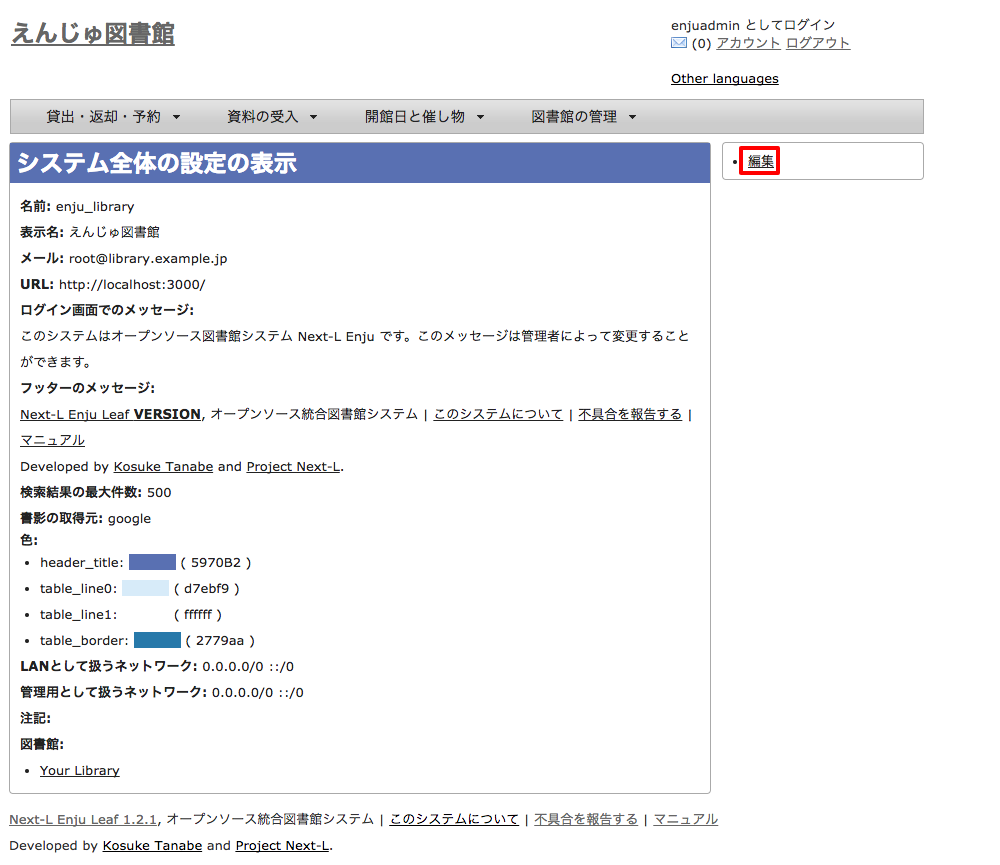 えんじゅ図書館
enjuadmin としてログイン
(0) アカウント ログアウト
Other languages
貸出・返却・予約 資料の受入 開館日と催し物 図書館の管理
システム全体の設定の表示
編集
名前: enju_library
表示名: えんじゅ図書館
メール: root@library.example.jp
URL: http://localhost:3000/
ログイン画面でのメッセージ:
このシステムはオープンソース図書館システム Next-L Enju です。このメッセージは管理者によって変更すること
ができます。
フッターのメッセージ:
Next-L Enju Leaf VERSION, オープンソース統合図書館システム | このシステムについて | 不具合を報告する |
マニュアル
Developed by Kosuke Tanabe and Project Next-L.
検索結果の最大件数: 500
書影の取得元: google
色:
header_title: ( 5970B2 )
table_line0: ( d7ebf9 )
table_line1: ( ffffff )
table_border: ( 2779aa )
LANとして扱うネットワーク: 0.0.0.0/0 ::/0
管理用として扱うネットワーク: 0.0.0.0/0 ::/0
注記:
図書館:
Your Library
Next-L Enju Leaf 1.2.1, オープンソース統合図書館システム | このシステムについて | 不具合を報告する | マニュアル
Developed by Kosuke Tanabe and Project Next-L.